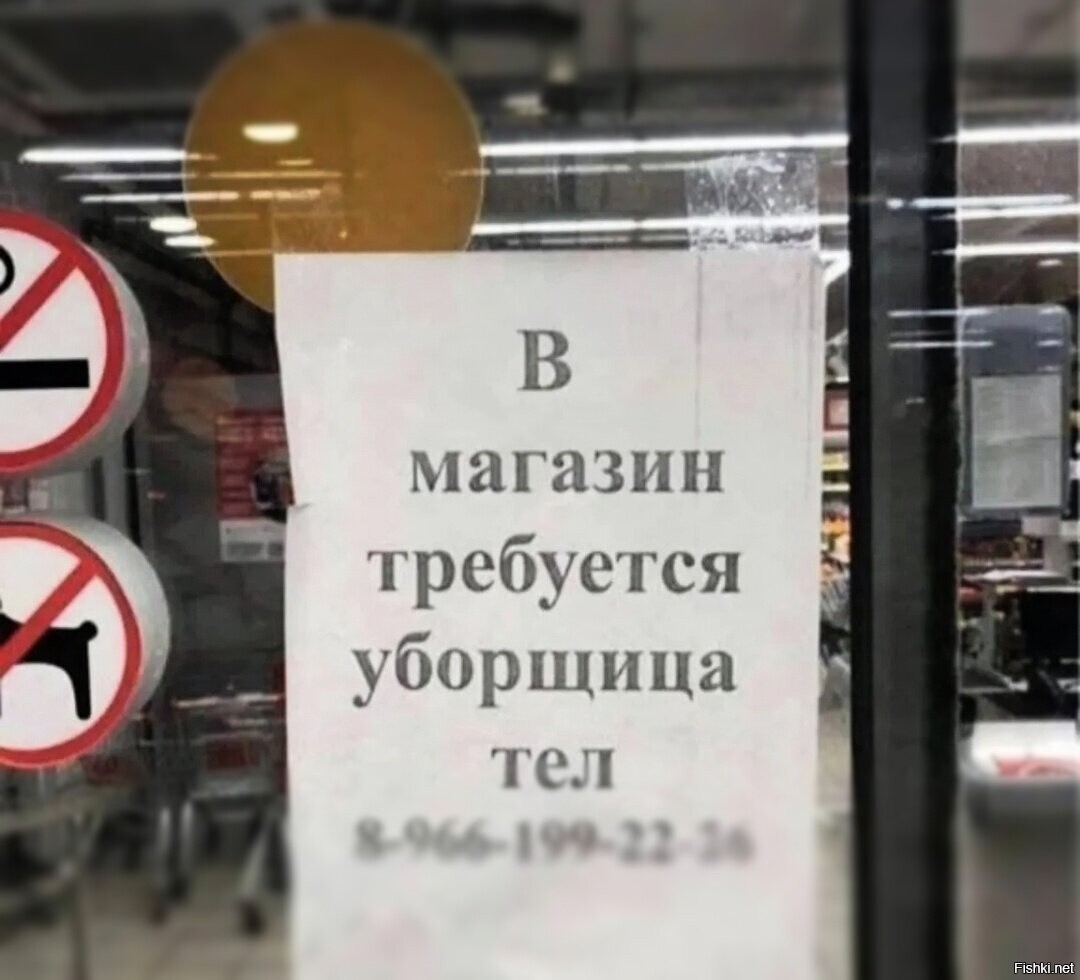 В
магазин
требуется
уборщица
тел
Fishki.net